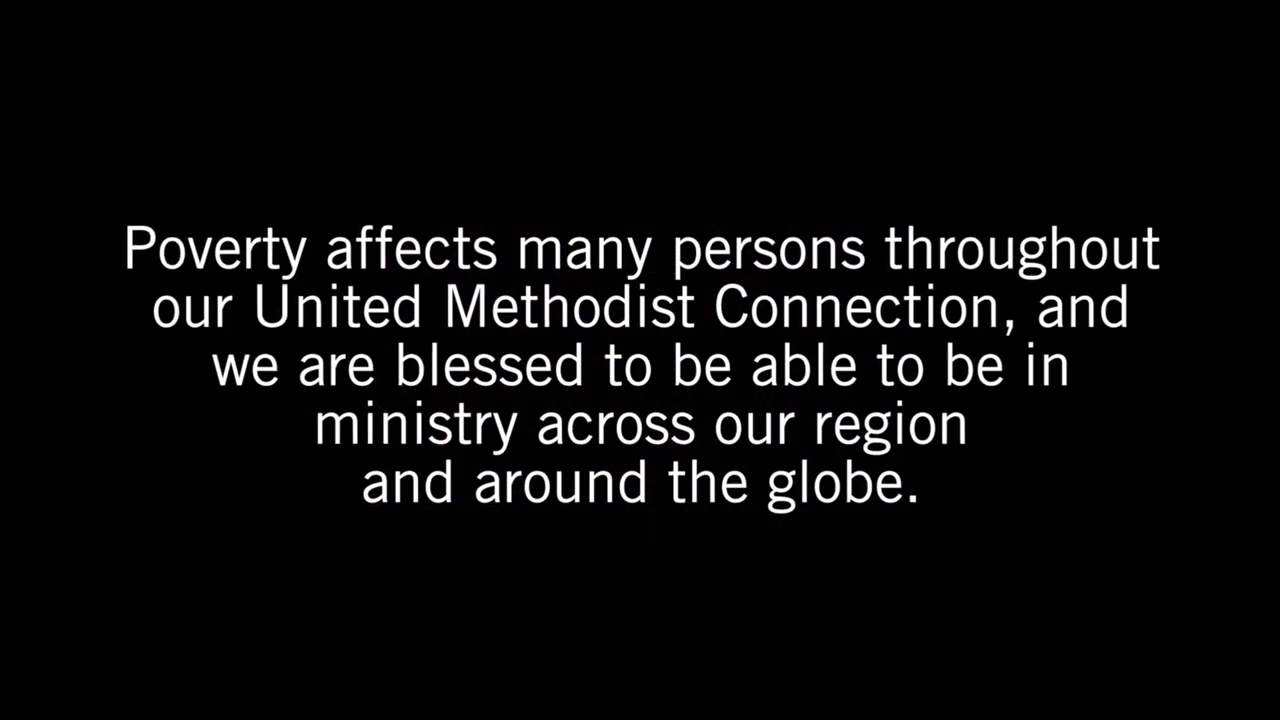 Poverty affects many persons throughout
our United Methodist Connection, and
we are blessed to be able to be in
ministry across our region
and around the globe.